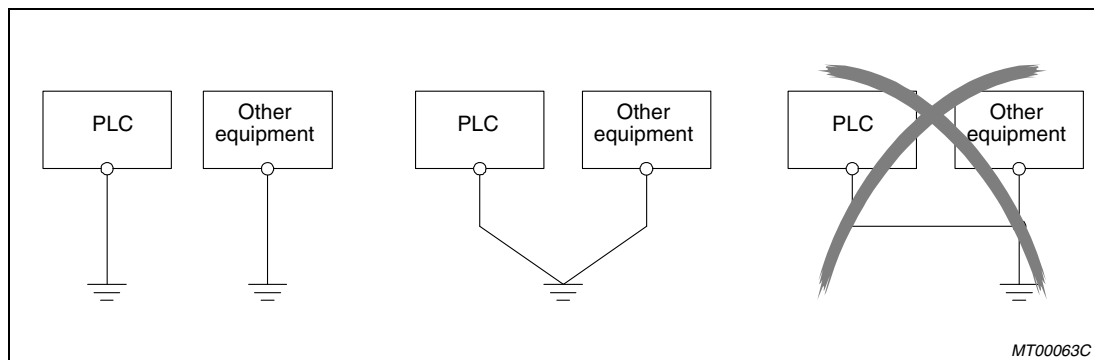 PLC
Other
equipment
PLC
Other
equipment
PLC
Other
equipment
MT00063C